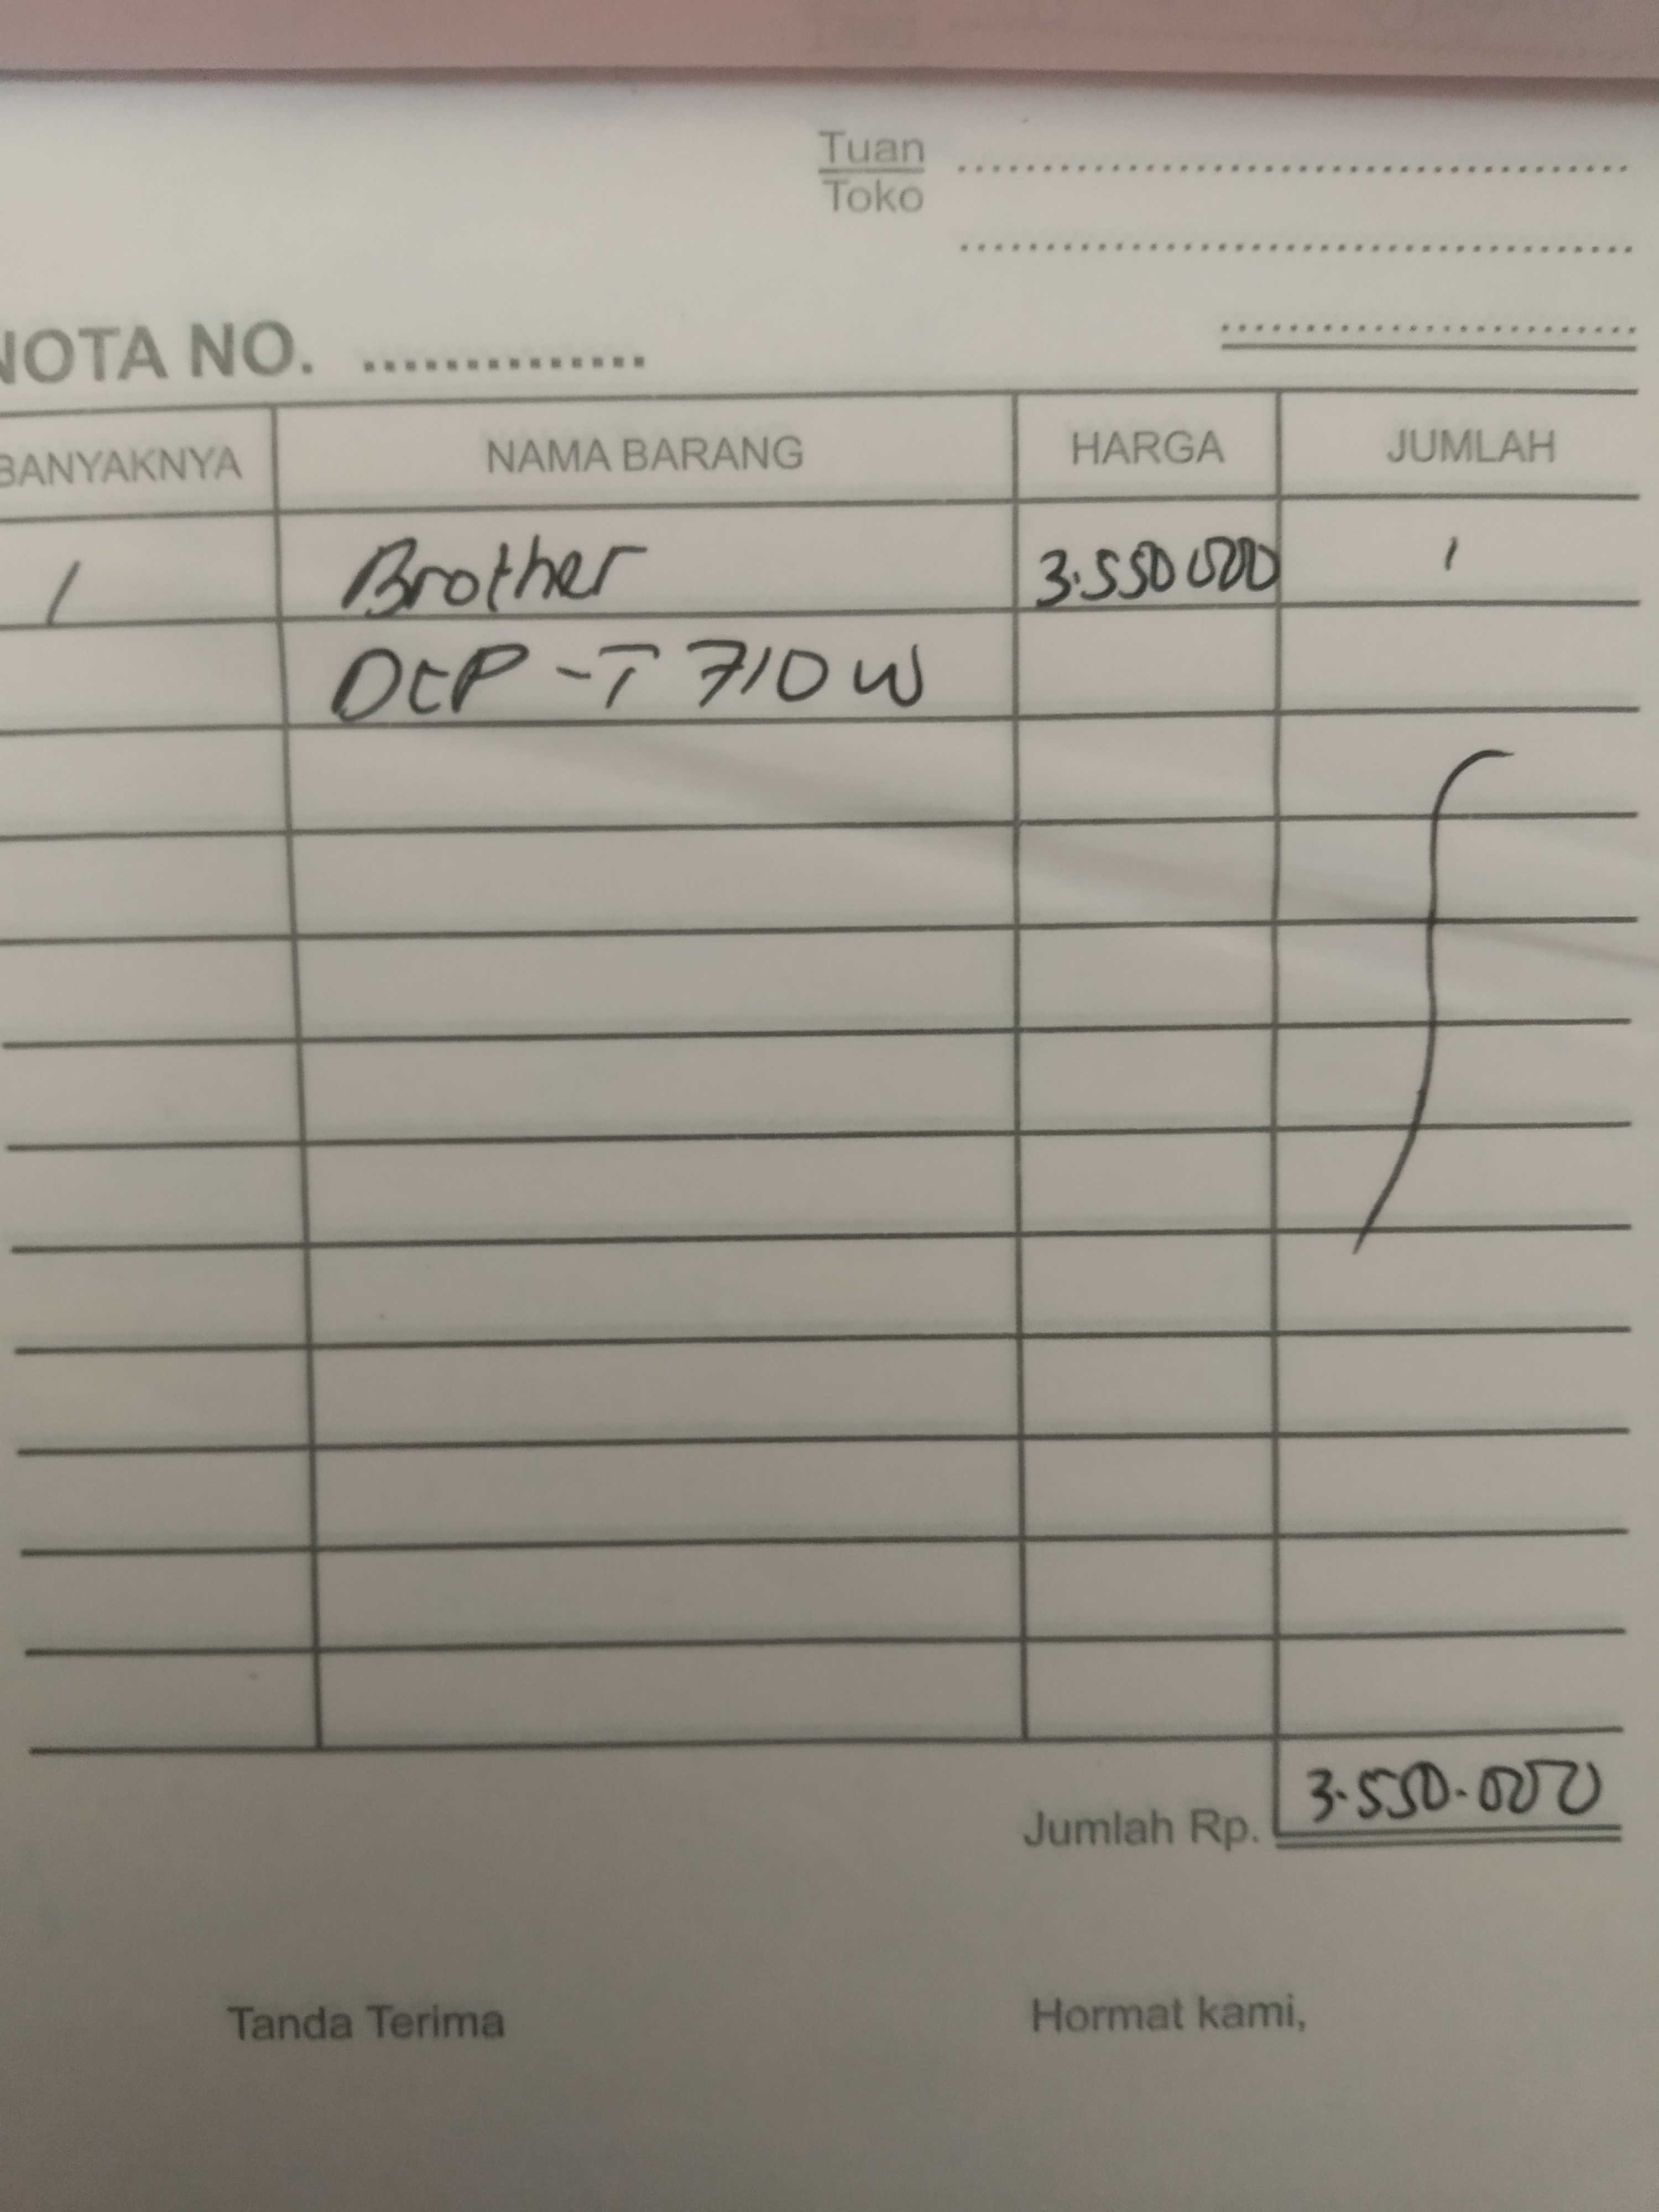 Tuan
Toko
NOTA NO. ..............
BANYAKNYA NAMA BARANG HARGA JUMLAH
1 Brother 3.550.000 '
DCP-T710W
Jumlah Rp. 3.550.000
Tanda Terima Hormat kami,